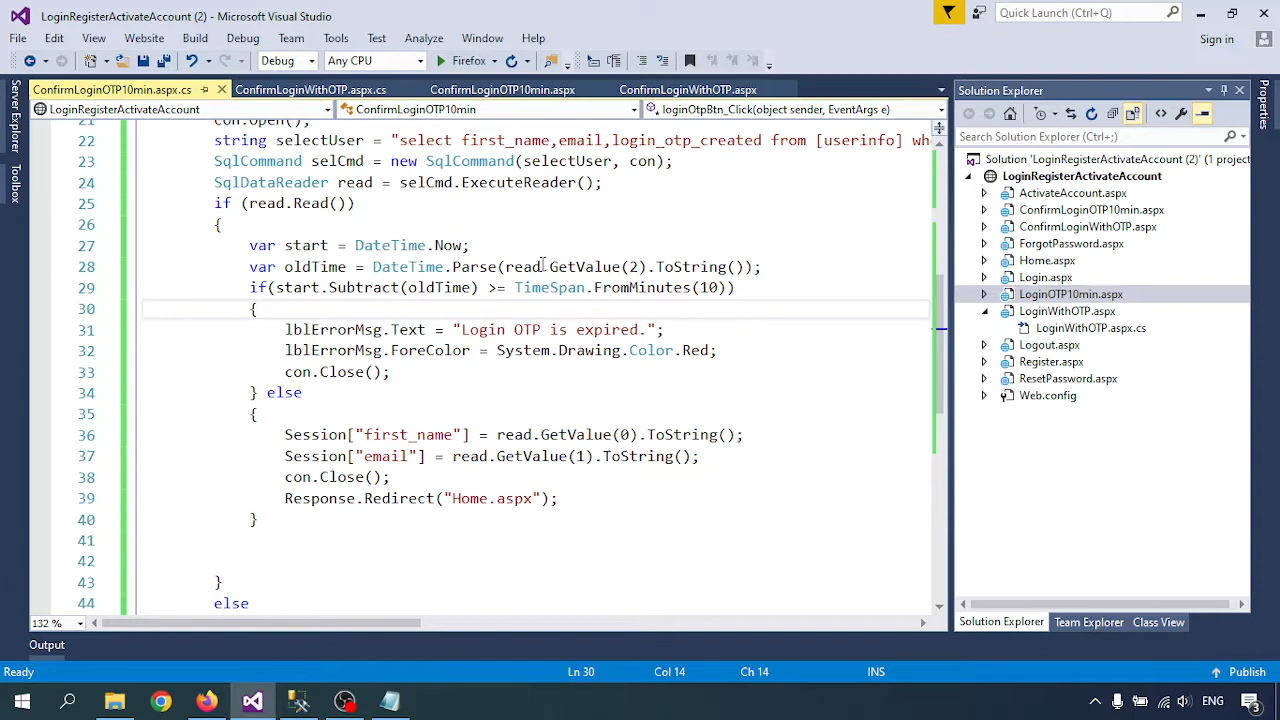 LoginRegisterActivateAccount (2) - Microsoft Visual Studio
Quick Launch (Ctrl+Q)
File Edit View Website Build Debug Team Tools Test Analyze Window Help
Sign in
Debug Any CPU Firefox
Server Explorer
Toolbox
ConfirmLoginOTP10min.aspx.cs ConfirmLoginWithOTP.aspx.cs ConfirmLoginOTP10min.aspx ConfirmLoginWithOTP.aspx
LoginRegisterActivateAccount ConfirmLoginOTP10min loginOtpBtn_Click(object sender, EventArgs e)
21 con.Open();
22 string selectUser = "select first_name,email,login_otp_created from [userinfo] whe
23 SqlCommand selCmd = new SqlCommand(selectUser, con);
24 SqlDataReader read = selCmd.ExecuteReader();
25 if (read.Read())
26 {
27 var start = DateTime.Now;
28 var oldTime = DateTime.Parse(read.GetValue(2).ToString());
29 if(start.Subtract(oldTime) >= TimeSpan.FromMinutes(10))
30 {
31 lblErrorMsg.Text = "Login OTP is expired.";
32 lblErrorMsg.ForeColor = System.Drawing.Color.Red;
33 con.Close();
34 } else
35 {
36 Session["first_name"] = read.GetValue(0).ToString();
37 Session["email"] = read.GetValue(1).ToString();
38 con.Close();
39 Response.Redirect("Home.aspx");
40 }
41
42
43 }
44 else
132 %
Solution Explorer
Search Solution Explorer (Ctrl+;)
Solution 'LoginRegisterActivateAccount (2)' (1 project
LoginRegisterActivateAccount
ActivateAccount.aspx
ConfirmLoginOTP10min.aspx
ConfirmLoginWithOTP.aspx
ForgotPassword.aspx
Home.aspx
Login.aspx
LoginOTP10min.aspx
LoginWithOTP.aspx
LoginWithOTP.aspx.cs
Logout.aspx
Register.aspx
ResetPassword.aspx
Web.config
Solution Explorer Team Explorer Class View
Properties
Output
Ready Ln 30 Col 14 Ch 14 INS Publish
ENG 3